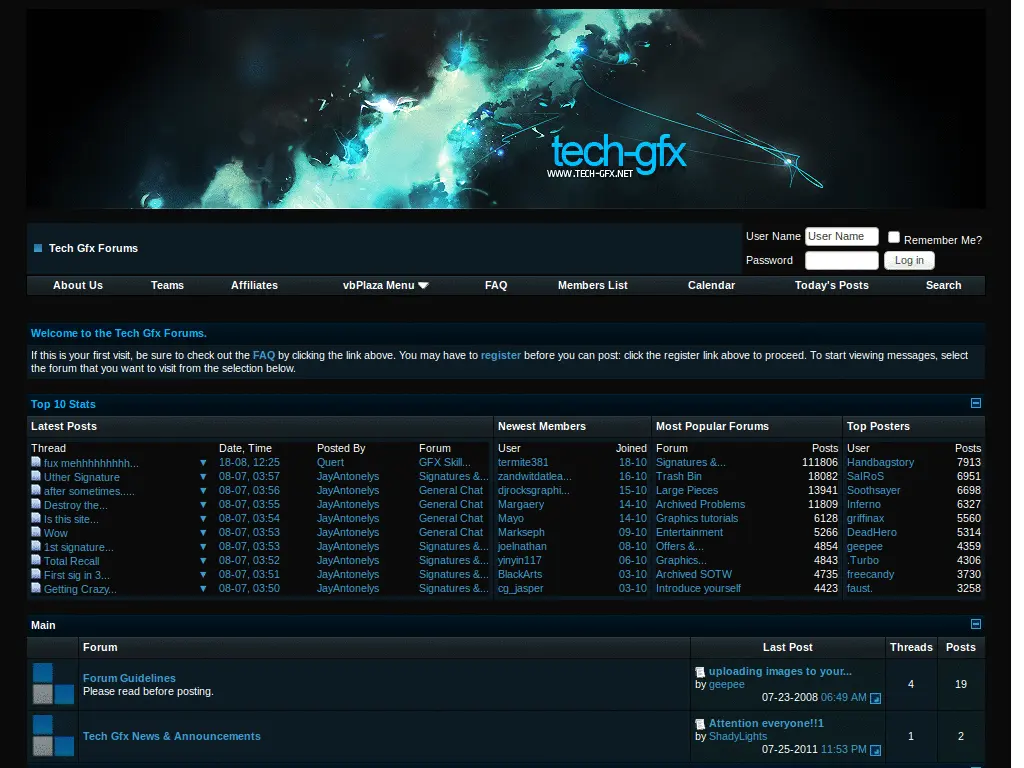 tech-gfx
WWW.TECH-GFX.NET
Tech Gfx Forums
User Name User Name Remember Me?
Password Log in
About Us Teams Affiliates vbPlaza Menu FAQ Members List Calendar Today's Posts Search
Welcome to the Tech Gfx Forums.
If this is your first visit, be sure to check out the FAQ by clicking the link above. You may have to register before you can post: click the register link above to proceed. To start viewing messages, select
the forum that you want to visit from the selection below.
Top 10 Stats
Latest Posts Newest Members Most Popular Forums Top Posters
Thread Date, Time Posted By Forum User Joined Forum Posts User Posts
fux mehhhhhhhhh... 18-08, 12:25 Quert GFX Skill... termite381 18-10 Signatures &... 111806 Handbagstory 7913
Uther Signature 08-07, 03:57 JayAntonelys Signatures &... zandwitdatlea... 16-10 Trash Bin 18082 SalRoS 6951
after sometimes..... 08-07, 03:56 JayAntonelys General Chat djrocksgraphi... 15-10 Large Pieces 13941 Soothsayer 6698
Destroy the... 08-07, 03:55 JayAntonelys General Chat Margaery 14-10 Archived Problems 11809 Inferno 6327
Is this site... 08-07, 03:54 JayAntonelys General Chat Mayo 14-10 Graphics tutorials 6128 griffinax 5560
Wow 08-07, 03:53 JayAntonelys General Chat Markseph 09-10 Entertainment 5266 DeadHero 5314
1st signature... 08-07, 03:53 JayAntonelys Signatures &... joelnathan 08-10 Offers &... 4854 geepee 4359
Total Recall 08-07, 03:52 JayAntonelys Signatures &... yinyin117 06-10 Graphics... 4843 .Turbo 4306
First sig in 3... 08-07, 03:51 JayAntonelys Signatures &... BlackArts 03-10 Archived SOTW 4735 freecandy 3730
Getting Crazy... 08-07, 03:50 JayAntonelys Signatures &... cg_jasper 03-10 Introduce yourself 4423 faust. 3258
Main
Forum Last Post Threads Posts
Forum Guidelines
Please read before posting.
uploading images to your...
by geepee
07-23-2008 06:49 AM
4 19
Tech Gfx News & Announcements
Attention everyone!!1
by ShadyLights
07-25-2011 11:53 PM
1 2